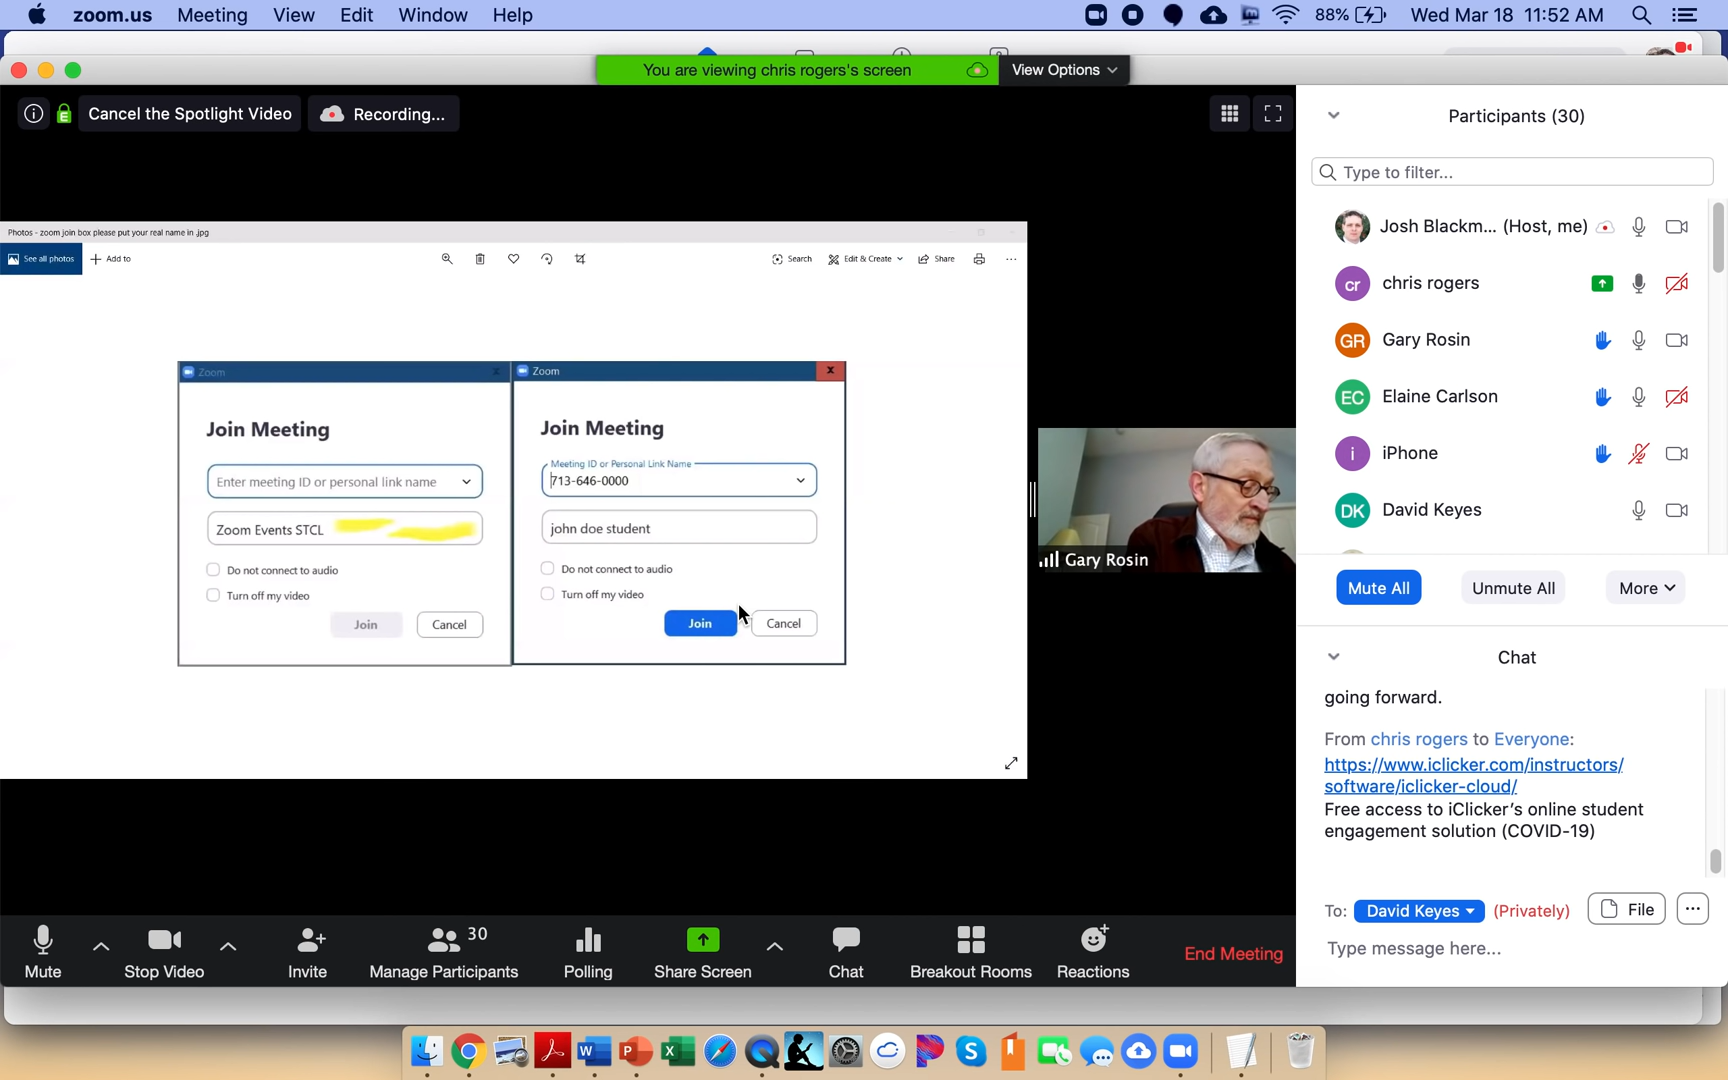 zoom.us Meeting View Edit Window Help 88% Wed Mar 18 11:52 AM
You are viewing chris rogers's screen View Options
Cancel the Spotlight Video Recording...
Photos - zoom join box please put your real name in .jpg
See all photos Add to Search Edit & Create Share
Zoom x Zoom x
Join Meeting
Enter meeting ID or personal link name
Zoom Events STCL
Do not connect to audio
Turn off my video
Join Cancel
Join Meeting
Meeting ID or Personal Link Name
713-646-0000
john doe student
Do not connect to audio
Turn off my video
Join Cancel
Gary Rosin
Participants (30)
Type to filter...
Josh Blackm... (Host, me)
cr chris rogers
GR Gary Rosin
EC Elaine Carlson
i iPhone
DK David Keyes
Mute All Unmute All More
Chat
going forward.
From chris rogers to Everyone:
https://www.iclicker.com/instructors/
software/iclicker-cloud/
Free access to iClicker's online student
engagement solution (COVID-19)
To: David Keyes (Privately) File
Type message here...
30
Mute Stop Video Invite Manage Participants Polling Share Screen Chat Breakout Rooms Reactions End Meeting